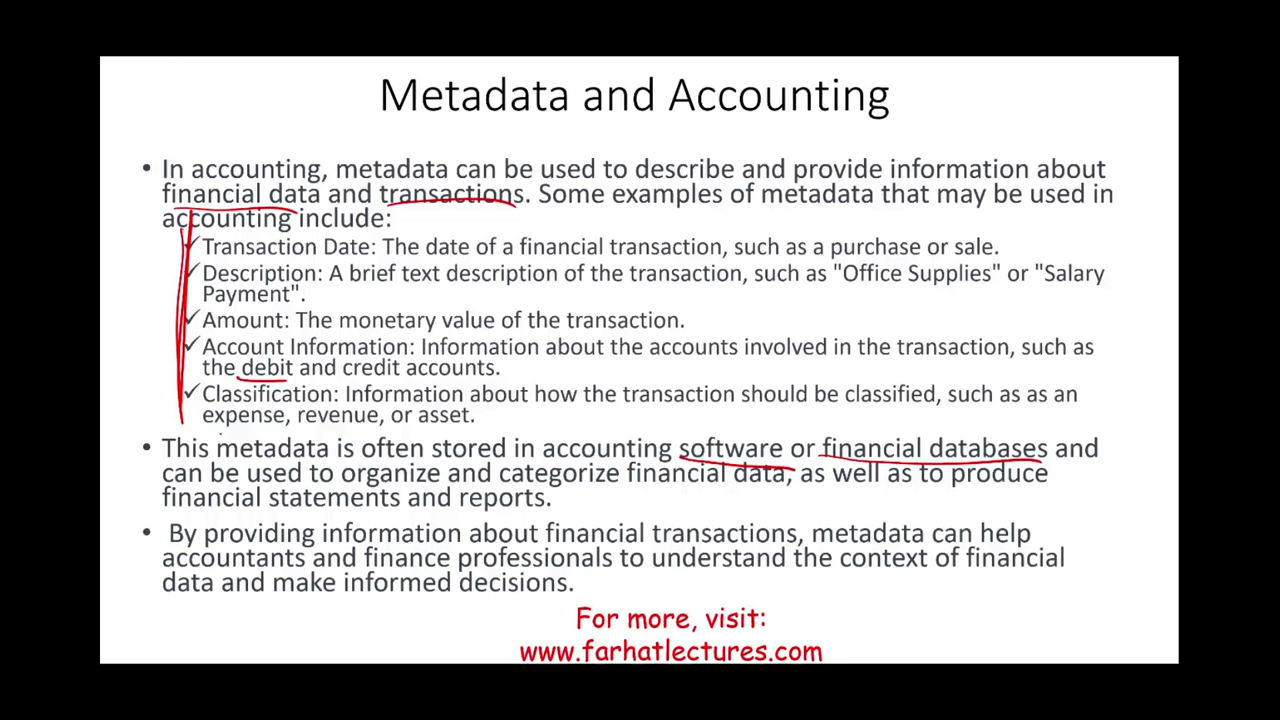 Metadata and Accounting
• In accounting, metadata can be used to describe and provide information about
financial data and transactions. Some examples of metadata that may be used in
accounting include:
✓Transaction Date: The date of a financial transaction, such as a purchase or sale.
✓Description: A brief text description of the transaction, such as "Office Supplies" or "Salary
Payment".
✓Amount: The monetary value of the transaction.
✓Account Information: Information about the accounts involved in the transaction, such as
the debit and credit accounts.
✓Classification: Information about how the transaction should be classified, such as as an
expense, revenue, or asset.
• This metadata is often stored in accounting software or financial databases and
can be used to organize and categorize financial data, as well as to produce
financial statements and reports.
• By providing information about financial transactions, metadata can help
accountants and finance professionals to understand the context of financial
data and make informed decisions.
For more, visit:
www.farhatlectures.com